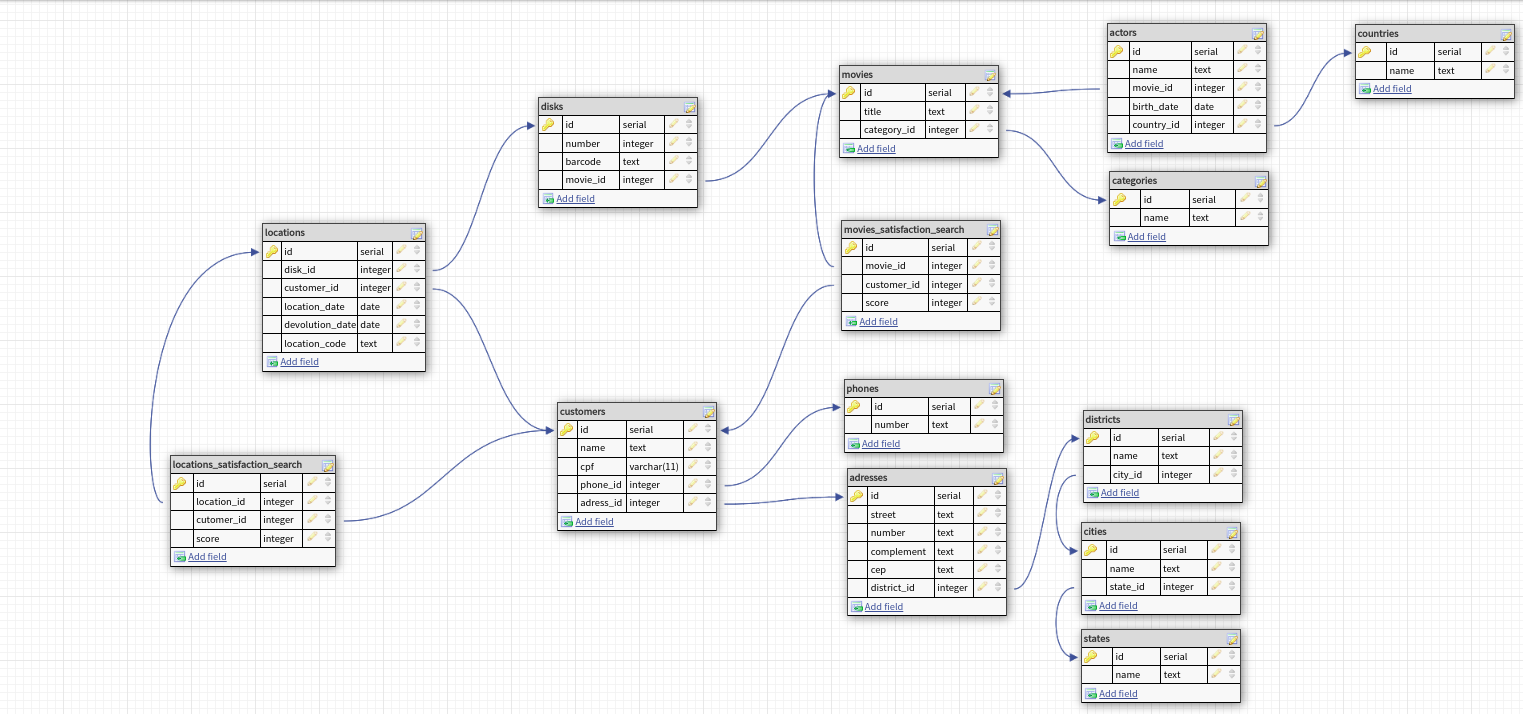 actors
id serial
name text
movie_id integer
birth_date date
country_id integer
Add field
countries
id serial
name text
Add field
movies
id serial
title text
category_id integer
Add field
disks
id serial
number integer
barcode text
movie_id integer
Add field
categories
id serial
name text
Add field
locations
id serial
disk_id integer
customer_id integer
location_date date
devolution_date date
location_code text
Add field
movies_satisfaction_search
id serial
movie_id integer
customer_id integer
score integer
Add field
customers
id serial
name text
cpf varchar(11)
phone_id integer
adress_id integer
Add field
phones
id serial
number text
Add field
districts
id serial
name text
city_id integer
Add field
locations_satisfaction_search
id serial
location_id integer
cutomer_id integer
score integer
Add field
adresses
id serial
street text
number text
complement text
cep text
district_id integer
Add field
cities
id serial
name text
state_id integer
Add field
states
id serial
name text
Add field